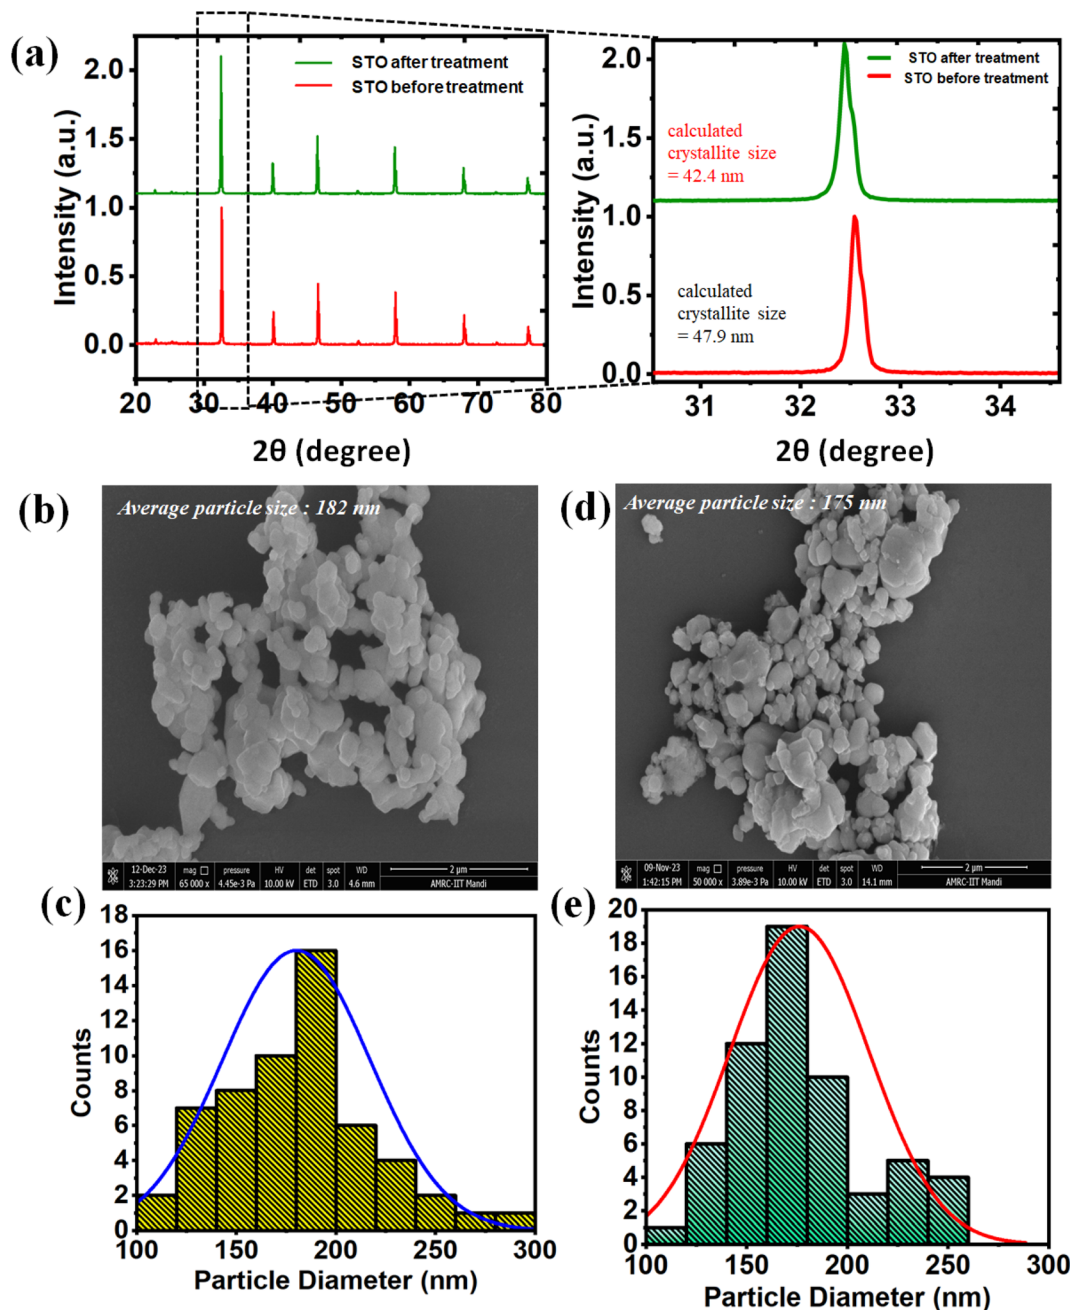 (a)
STO after treatment
STO before treatment
2.0
1.5
1.0
0.5
0.0
Intensity (a.u.)
20 30 40 50 60 70 80
2θ (degree)
STO after treatment
STO before treatment
calculated
crystallite size
= 42.4 nm
calculated
crystallite size
= 47.9 nm
2.0
1.5
1.0
0.5
0.0
Intensity (a.u.)
31 32 33 34
2θ (degree)
(b)
Average particle size : 182 nm
12-Dec-23 mag pressure HV det spot WD 2 µm
3:23:29 PM 65 000 x 4.45e-3 Pa 10.00 kV ETD 3.0 4.6 mm AMRC-IIT Mandi
(d)
Average particle size : 175 nm
09-Nov-23 mag pressure HV det spot WD 2 µm
1:42:15 PM 50 000 x 3.89e-3 Pa 10.00 kV ETD 3.0 14.1 mm AMRC-IIT Mandi
(c)
18
16
14
12
10
8
6
4
2
0
Counts
100 150 200 250 300
Particle Diameter (nm)
(e)
20
18
16
14
12
10
8
6
4
2
0
Counts
100 150 200 250 300
Particle Diameter (nm)